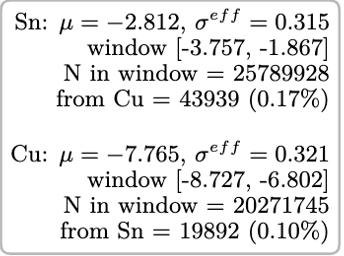 Sn: μ = −2.812, σ^eff = 0.315
window [-3.757, -1.867]
N in window = 25789928
from Cu = 43939 (0.17%)
Cu: μ = −7.765, σ^eff = 0.321
window [-8.727, -6.802]
N in window = 20271745
from Sn = 19892 (0.10%)